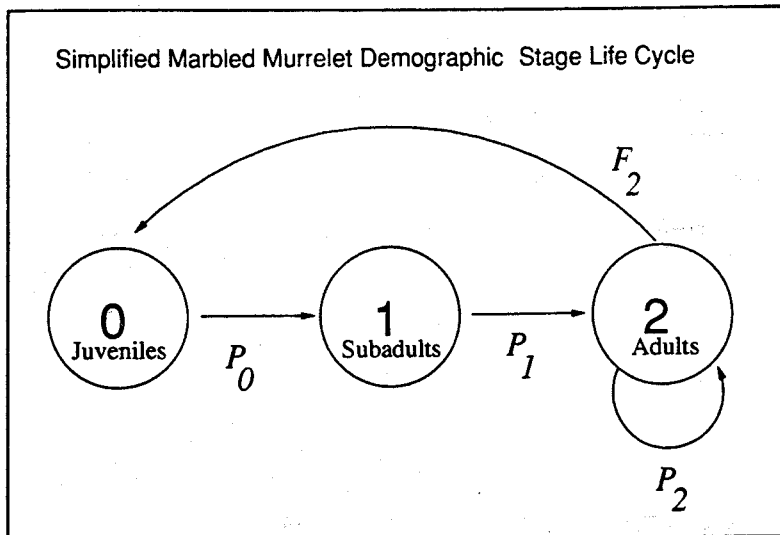 Simplified Marbled Murrelet Demographic Stage Life Cycle
F2
0
Juveniles
P0
1
Subadults
P1
2
Adults
P2